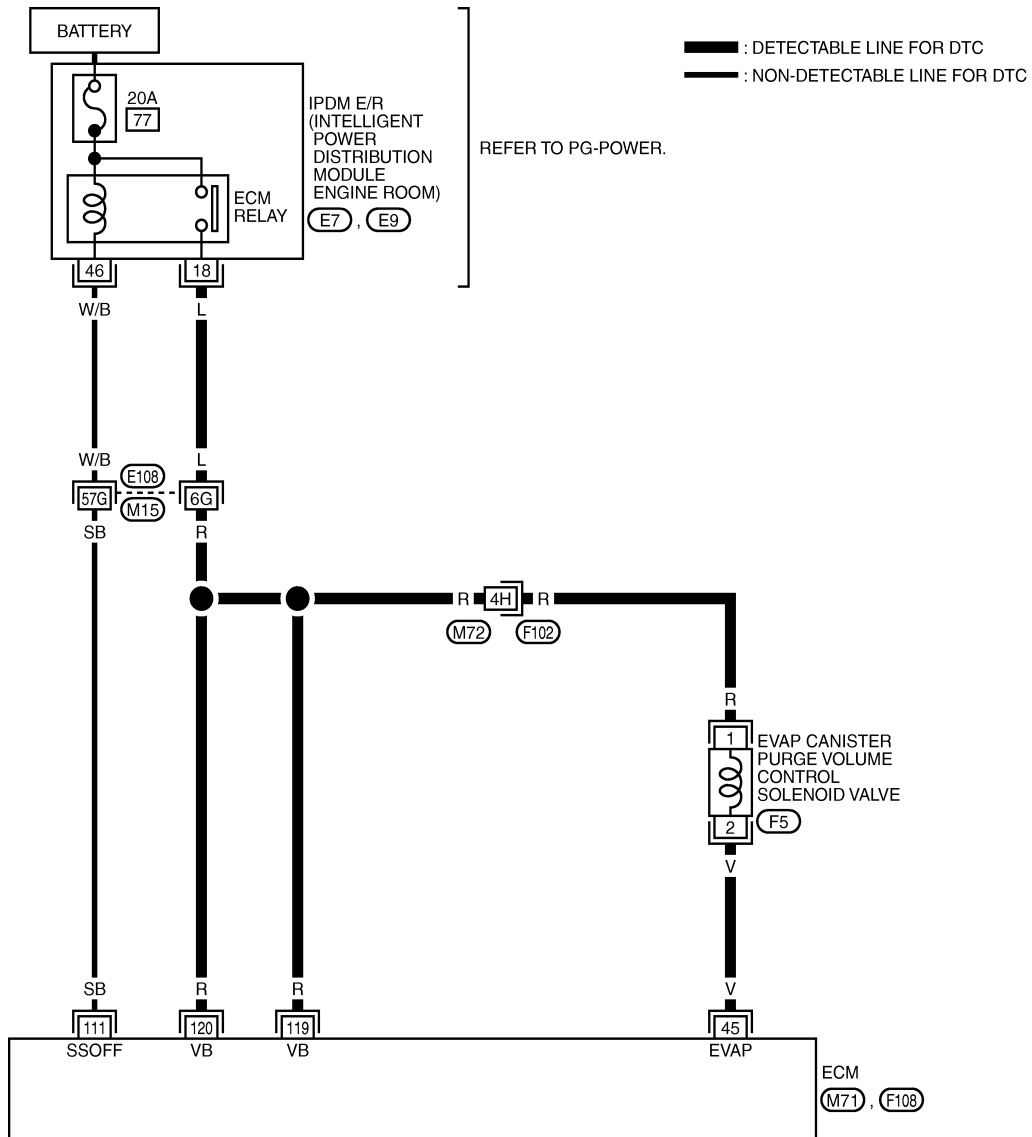 BATTERY
: DETECTABLE LINE FOR DTC
: NON-DETECTABLE LINE FOR DTC
20A
77
IPDM E/R
(INTELLIGENT
POWER
DISTRIBUTION
MODULE
ENGINE ROOM)
E7 , E9
REFER TO PG-POWER.
ECM
RELAY
46
18
W/B
L
W/B
L
57G
E108
M15
6G
SB
R
R
4H
R
M72
F102
R
1
EVAP CANISTER
PURGE VOLUME
CONTROL
SOLENOID VALVE
2
F5
V
SB
R
R
V
111
120
119
45
SSOFF
VB
VB
EVAP
ECM
M71 , F108